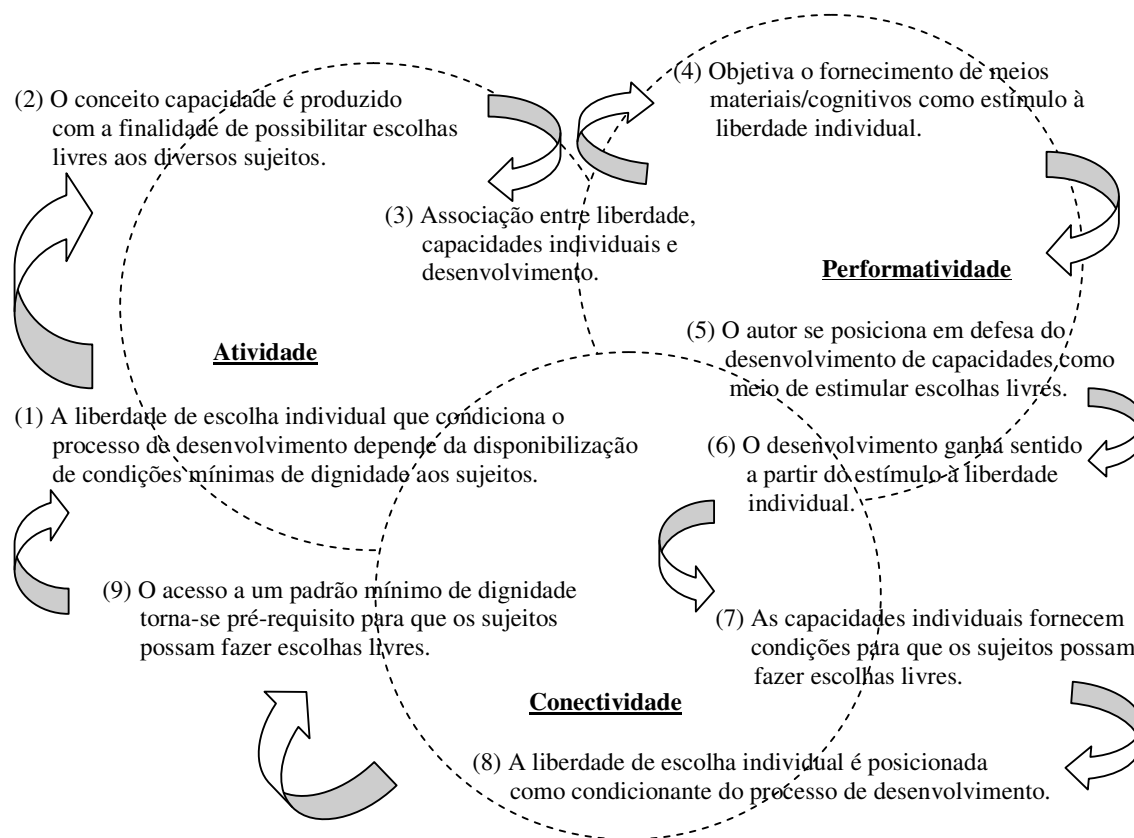 (2) O conceito capacidade é produzido
com a finalidade de possibilitar escolhas
livres aos diversos sujeitos.
(4) Objetiva o fornecimento de meios
materiais/cognitivos como estímulo à
liberdade individual.
(3) Associação entre liberdade,
capacidades individuais e
desenvolvimento.
Performatividade
Atividade
(5) O autor se posiciona em defesa do
desenvolvimento de capacidades como
meio de estimular escolhas livres.
(1) A liberdade de escolha individual que condiciona o
processo de desenvolvimento depende da disponibilização
de condições mínimas de dignidade aos sujeitos.
(6) O desenvolvimento ganha sentido
a partir do estímulo à liberdade
individual.
(9) O acesso a um padrão mínimo de dignidade
torna-se pré-requisito para que os sujeitos
possam fazer escolhas livres.
(7) As capacidades individuais fornecem
condições para que os sujeitos possam
fazer escolhas livres.
Conectividade
(8) A liberdade de escolha individual é posicionada
como condicionante do processo de desenvolvimento.